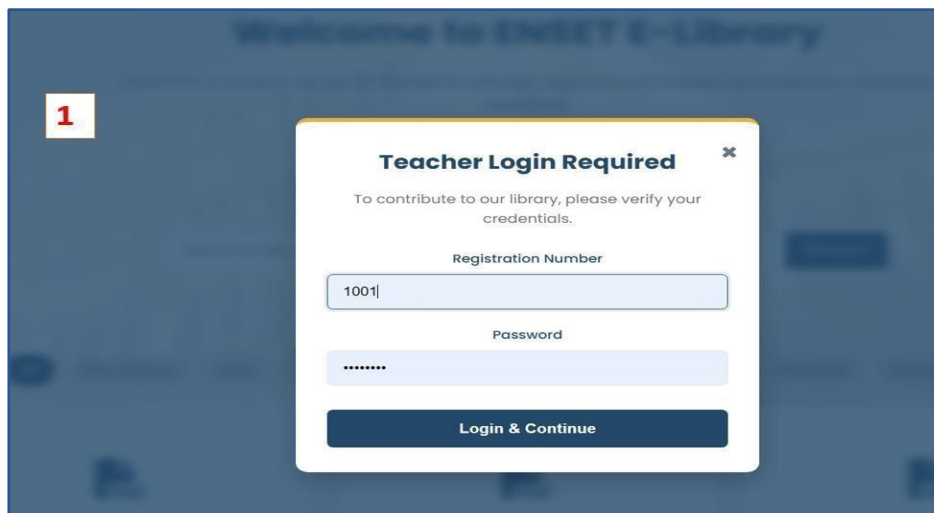 Welcome to ENSET E-Library
1
Teacher Login Required
✖
To contribute to our library, please verify your
credentials.
Registration Number
1001
Password
••••••••
Login & Continue